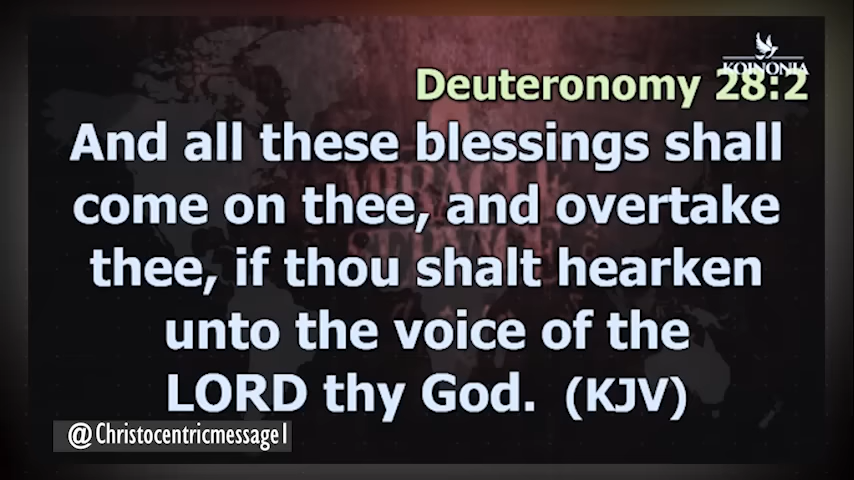 KOINONIA
Deuteronomy 28:2
And all these blessings shall
come on thee, and overtake
thee, if thou shalt hearken
unto the voice of the
LORD thy God. (KJV)
@Christocentricmessage1